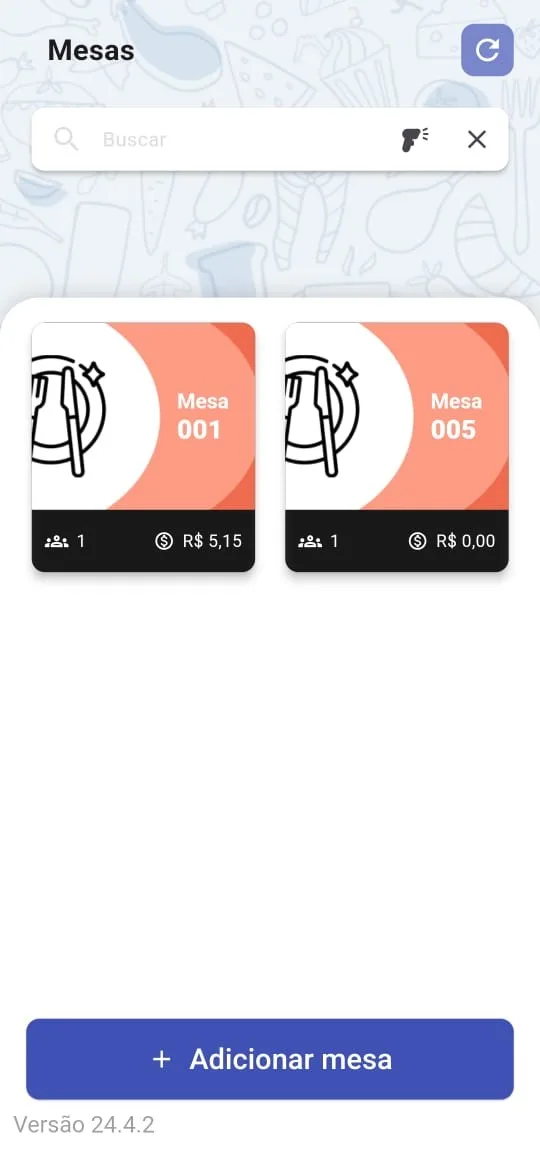 Mesas
Buscar
Mesa
001
1
R$ 5,15
Mesa
005
1
R$ 0,00
+ Adicionar mesa
Versão 24.4.2